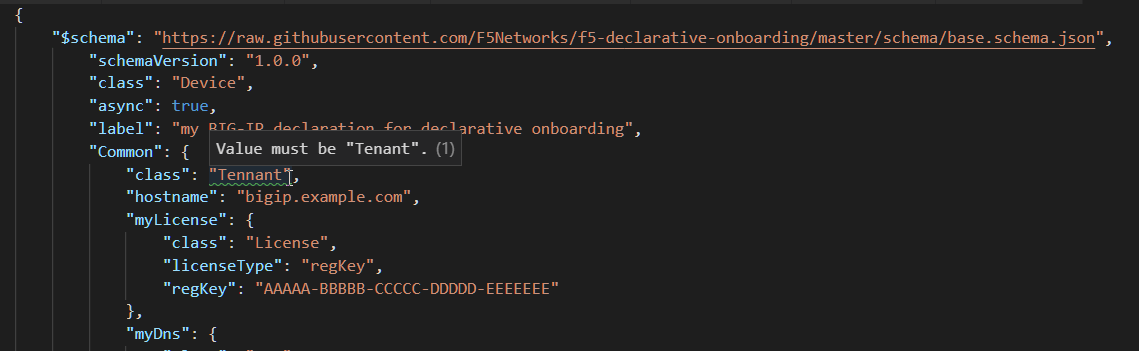 {
"$schema": "https://raw.githubusercontent.com/F5Networks/f5-declarative-onboarding/master/schema/base.schema.json",
"schemaVersion": "1.0.0",
"class": "Device",
"async": true,
"label": "my BIG-IP declaration for declarative onboarding",
"Common": {
Value must be "Tenant". (1)
"class": "Tennant",
"hostname": "bigip.example.com",
"myLicense": {
"class": "License",
"licenseType": "regKey",
"regKey": "AAAAA-BBBBB-CCCCC-DDDDD-EEEEEEE"
},
"myDns": {